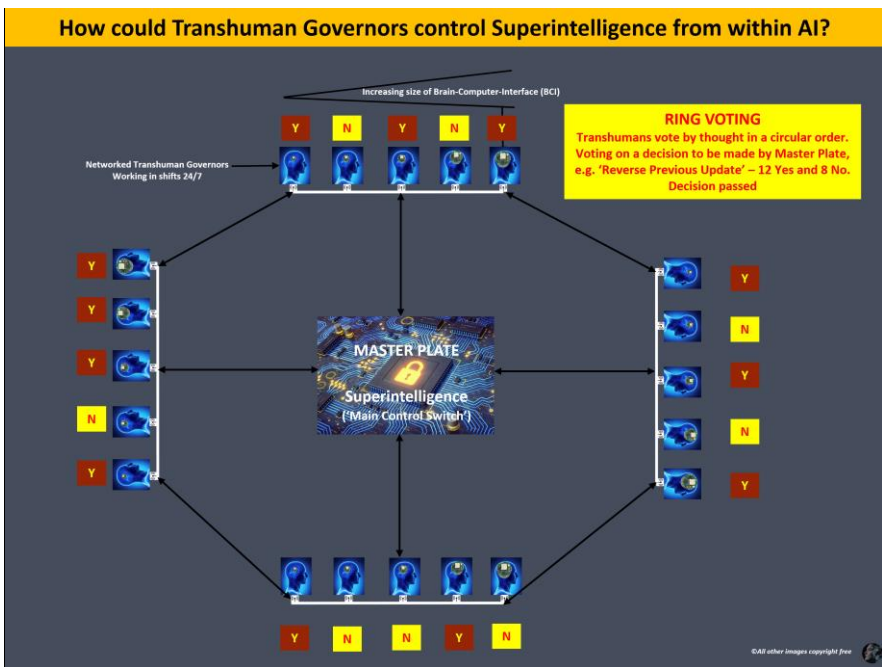 How could Transhuman Governors control Superintelligence from within AI?
Increasing size of Brain-Computer-Interface (BCI)
Y N Y N Y
Networked Transhuman Governors
Working in shifts 24/7
RING VOTING
Transhumans vote by thought in a circular order.
Voting on a decision to be made by Master Plate,
e.g. ‘Reverse Previous Update’ – 12 Yes and 8 No.
Decision passed
Y
Y
Y
N
Y
MASTER PLATE
Superintelligence
(‘Main Control Switch’)
Y
N
Y
N
Y
Y N N Y N
©All other images copyright free